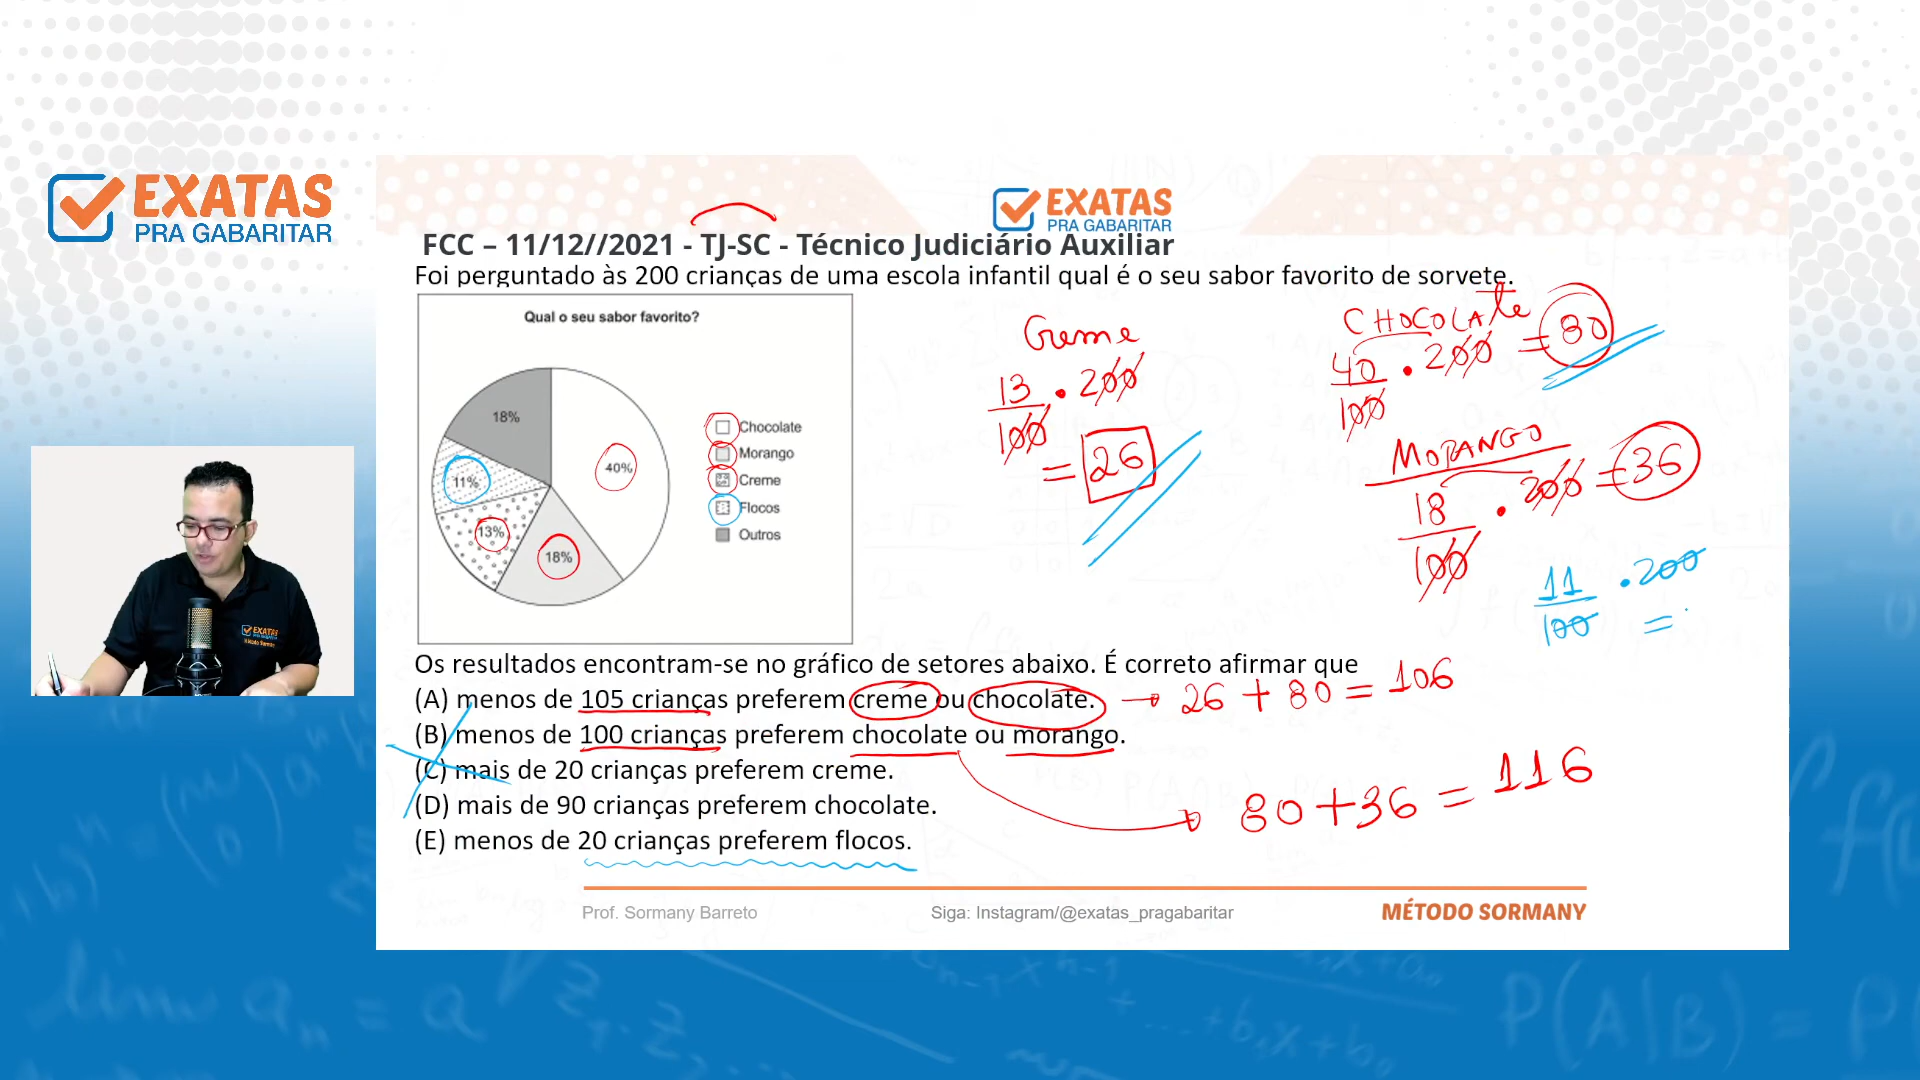 EXATAS
PRA GABARITAR
EXATAS
PRA GABARITAR
FCC – 11/12//2021 - TJ-SC - Técnico Judiciário Auxiliar
Foi perguntado às 200 crianças de uma escola infantil qual é o seu sabor favorito de sorvete.
Qual o seu sabor favorito?
18%
11%
13%
18%
40%
Chocolate
Morango
Creme
Flocos
Outros
Creme
13/100 . 200
= 26
CHOCOLATE
40/100 . 200 = 80
MORANGO
18/100 . 200 = 36
11/100 . 200
=
Os resultados encontram-se no gráfico de setores abaixo. É correto afirmar que
(A) menos de 105 crianças preferem creme ou chocolate. → 26 + 80 = 106
(B) menos de 100 crianças preferem chocolate ou morango.
(C) mais de 20 crianças preferem creme.
(D) mais de 90 crianças preferem chocolate.
(E) menos de 20 crianças preferem flocos.
80 + 36 = 116
Prof. Sormany Barreto
Siga: Instagram/@exatas_pragabaritar
MÉTODO SORMANY
EXATAS
PRA GABARITAR
lim aₙ = a
P(A|B) =